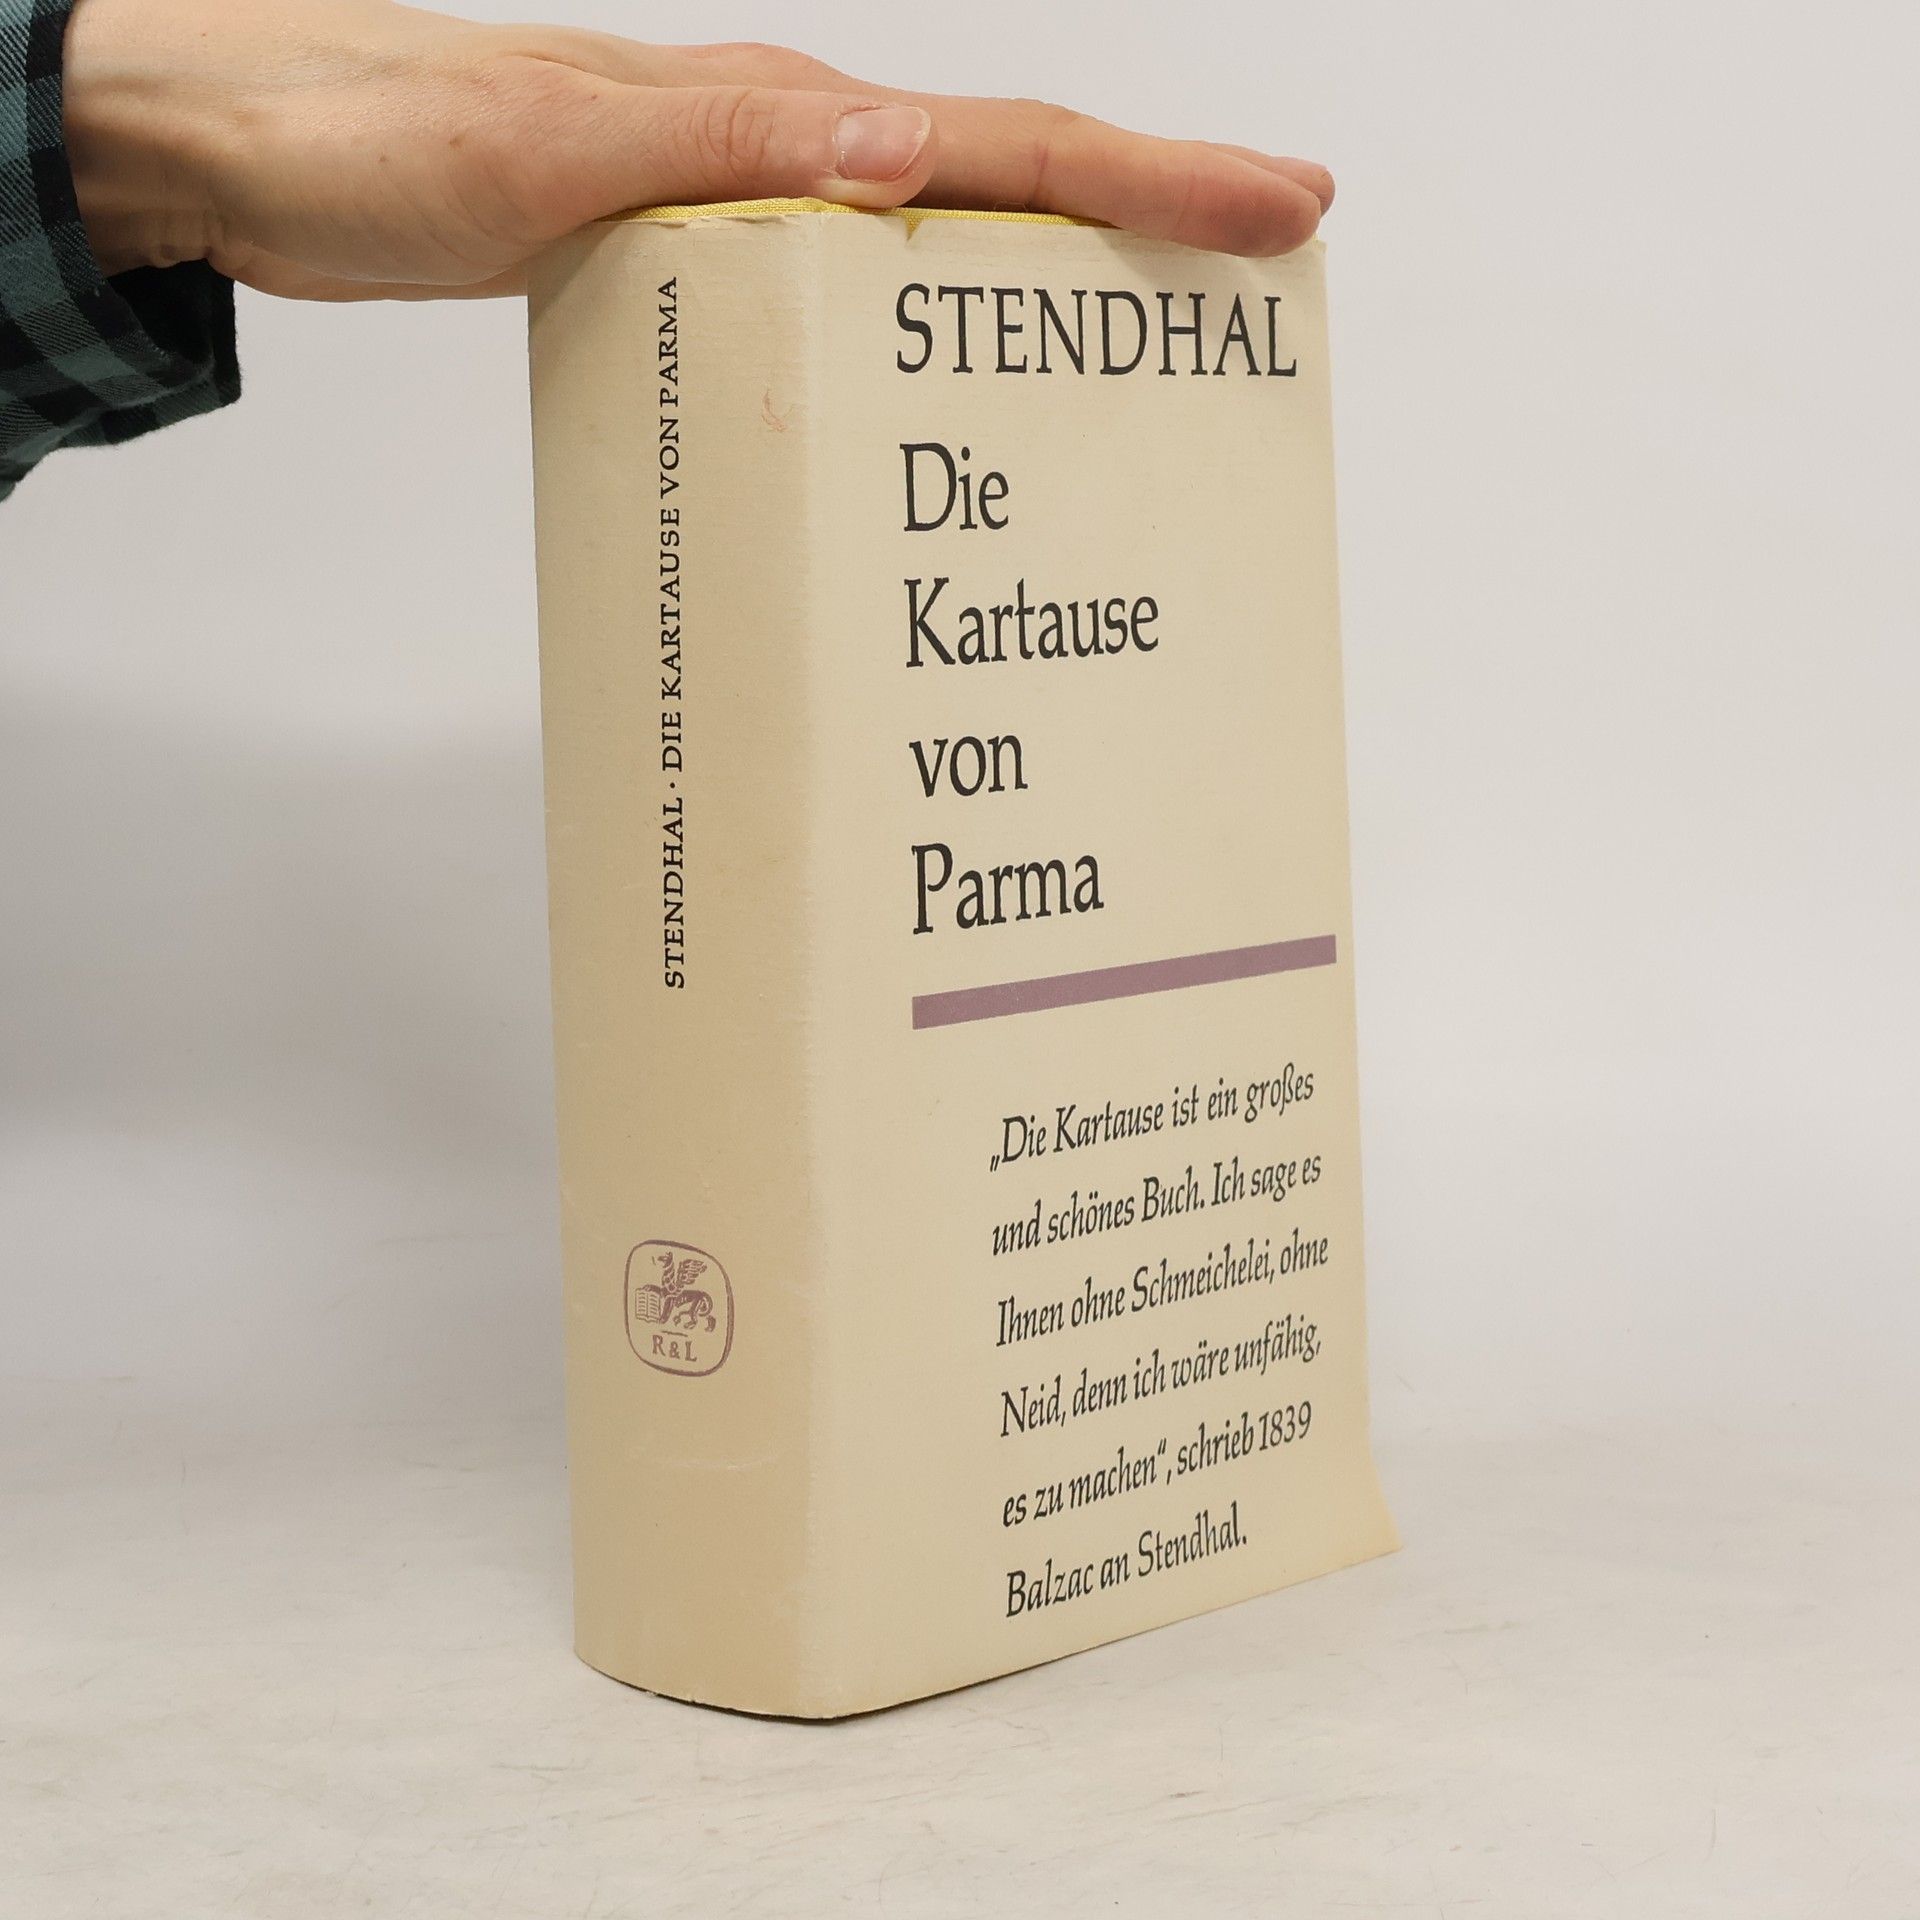 STENDHAL · DIE KARTAUSE VON PARMA
R & L
STENDHAL
Die
Kartause
von
Parma
„Die Kartause ist ein großes
und schönes Buch. Ich sage es
Ihnen ohne Schmeichelei, ohne
Neid, denn ich wäre unfähig,
es zu machen“, schrieb 1839
Balzac an Stendhal.